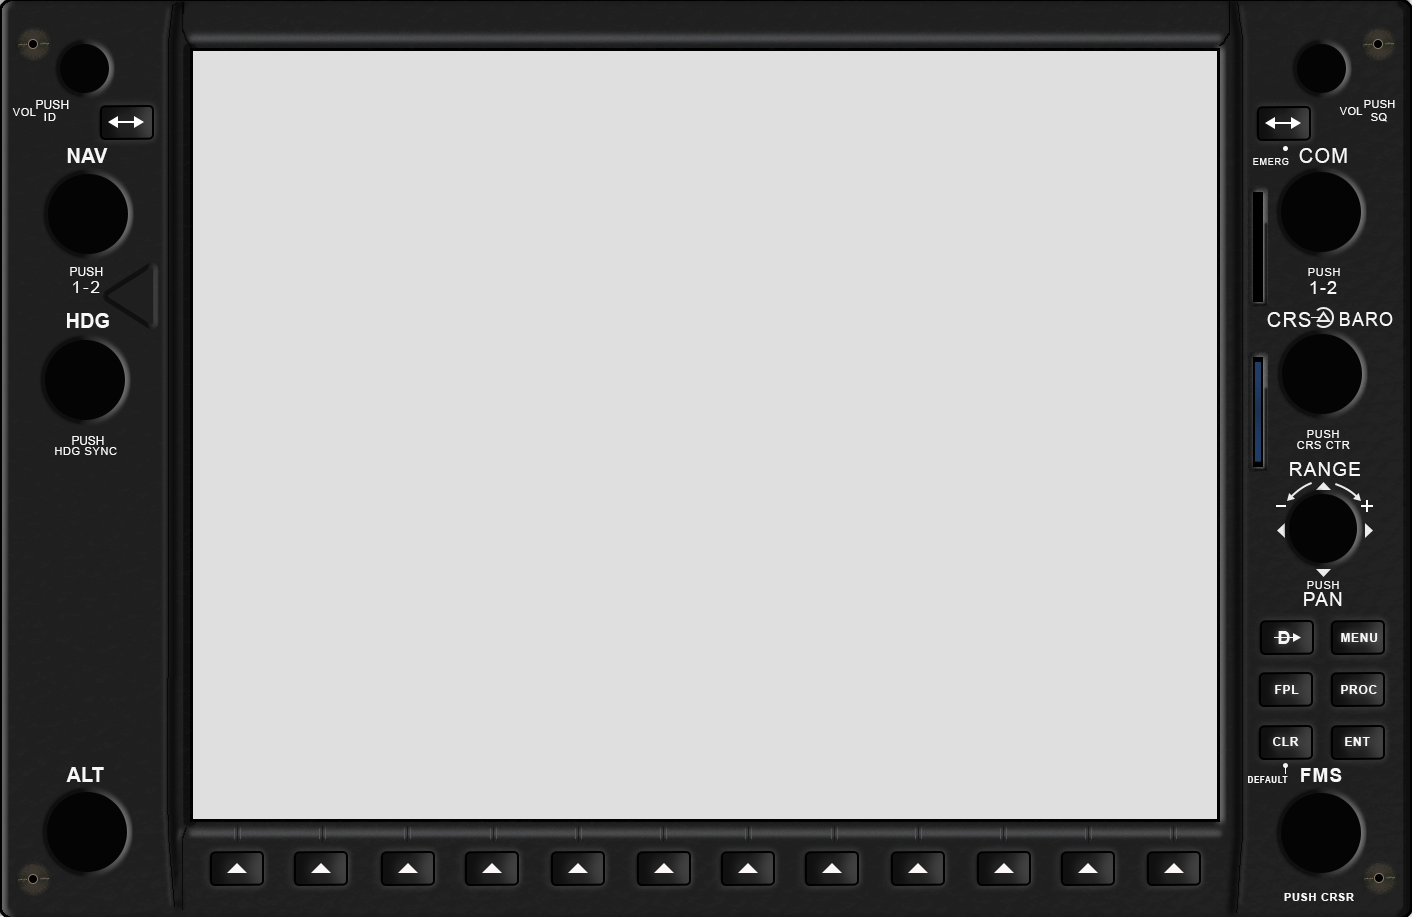 VOL PUSH
ID
NAV
PUSH
1-2
HDG
PUSH
HDG SYNC
ALT
VOL PUSH
SQ
EMERG
COM
PUSH
1-2
CRS BARO
PUSH
CRS CTR
RANGE
- +
PUSH
PAN
D MENU
FPL PROC
CLR ENT
DEFAULT
FMS
PUSH CRSR